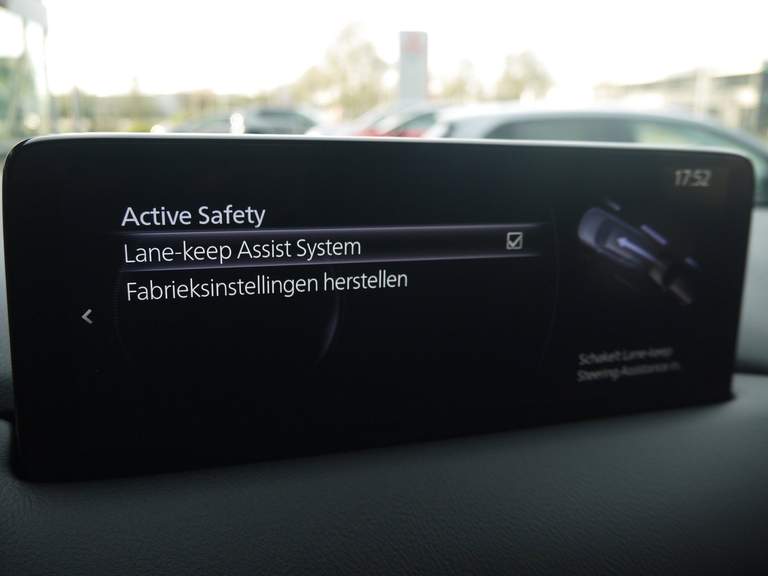 17:52
Active Safety
Lane-keep Assist System
Fabrieksinstellingen herstellen
Schakelt Lane-keep
Steering Assistance in.